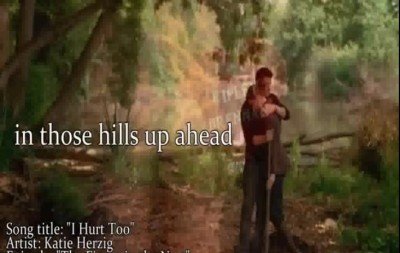 in those hills up ahead
Song title: "I Hurt Too"
Artist: Katie Herzig